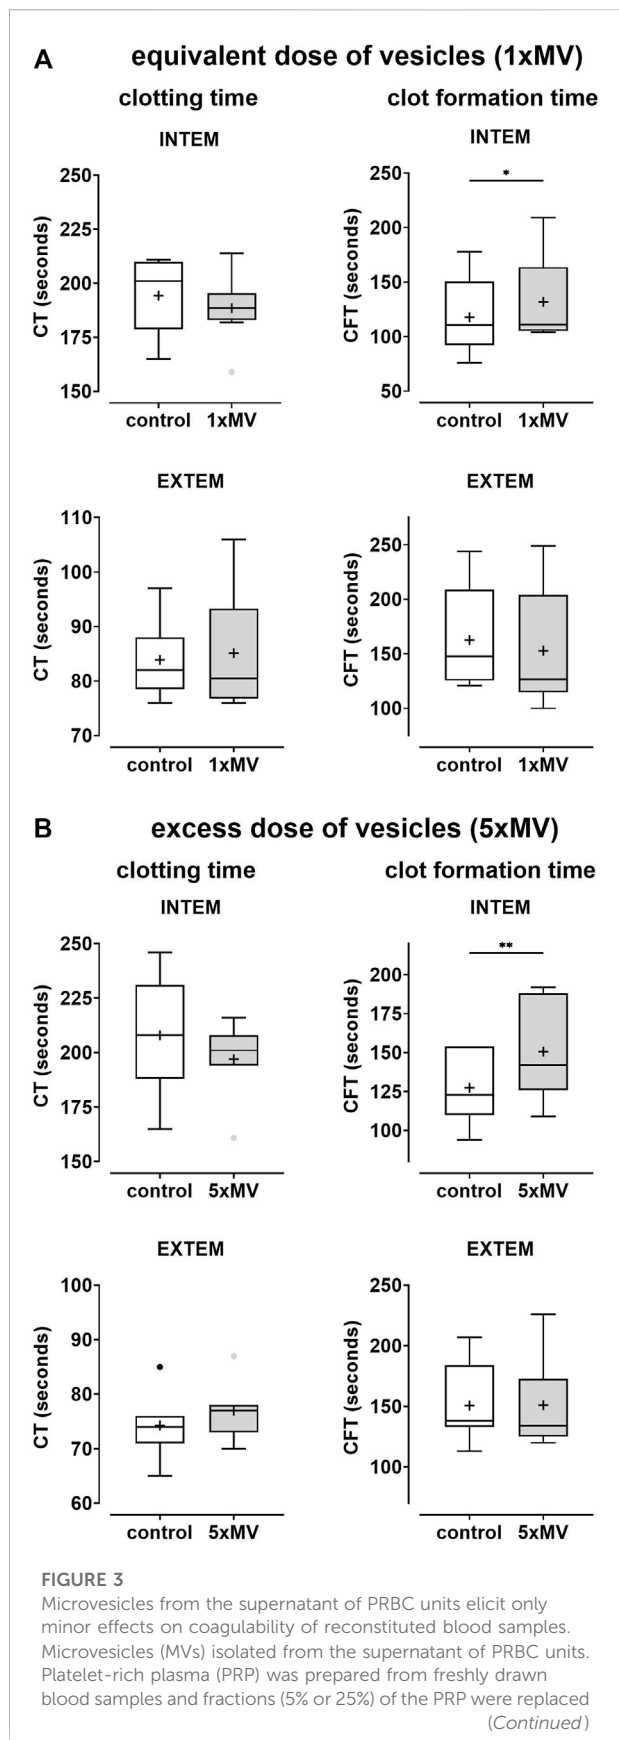 A equivalent dose of vesicles (1xMV)
clotting time
clot formation time
INTEM
CT (seconds)
250
225
200
175
150
+
+
control 1xMV
INTEM
CFT (seconds)
250
200
150
100
50
*
+
+
control 1xMV
EXTEM
CT (seconds)
110
100
90
80
70
+
+
control 1xMV
EXTEM
CFT (seconds)
250
200
150
100
+
+
control 1xMV
B excess dose of vesicles (5xMV)
clotting time
clot formation time
INTEM
CT (seconds)
250
225
200
175
150
+
+
control 5xMV
INTEM
CFT (seconds)
200
175
150
125
100
**
+
+
control 5xMV
EXTEM
CT (seconds)
100
90
80
70
60
+
+
control 5xMV
EXTEM
CFT (seconds)
250
200
150
100
+
+
control 5xMV
FIGURE 3
Microvesicles from the supernatant of PRBC units elicit only
minor effects on coagulability of reconstituted blood samples.
Microvesicles (MVs) isolated from the supernatant of PRBC units.
Platelet-rich plasma (PRP) was prepared from freshly drawn
blood samples and fractions (5% or 25%) of the PRP were replaced
(Continued)